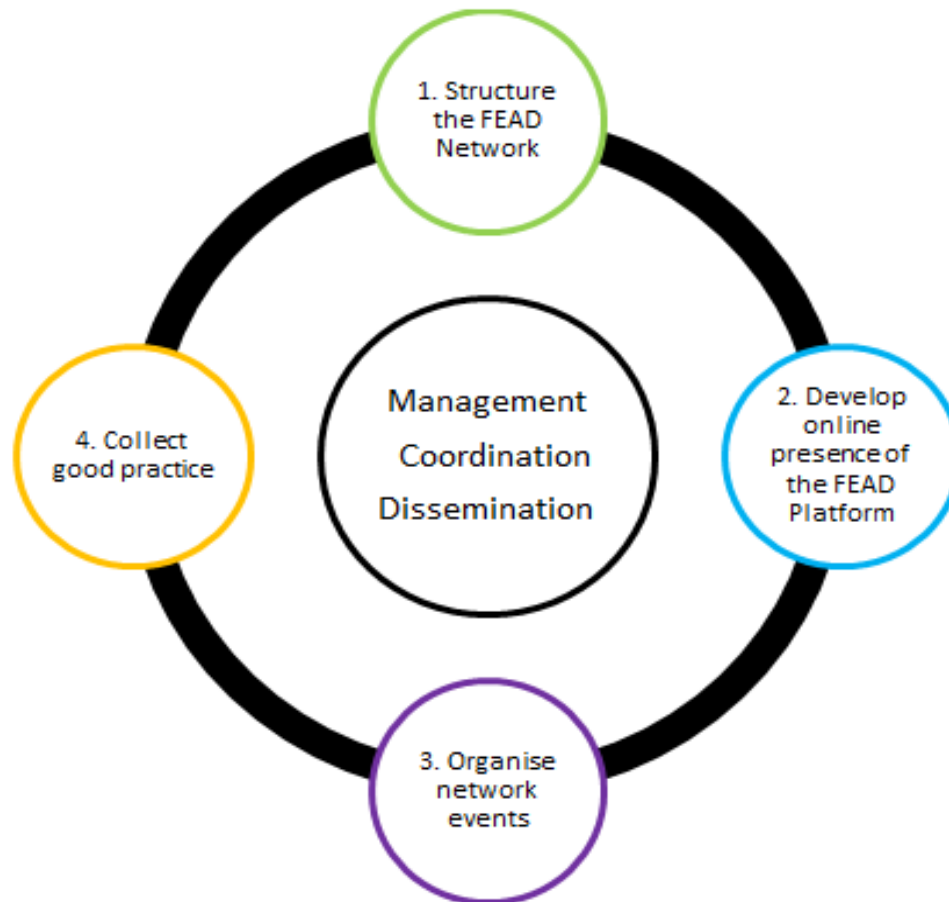 1. Structure
the FEAD
Network
2. Develop
online
presence of
the FEAD
Platform
Management
Coordination
Dissemination
4. Collect
good practice
3. Organise
network
events